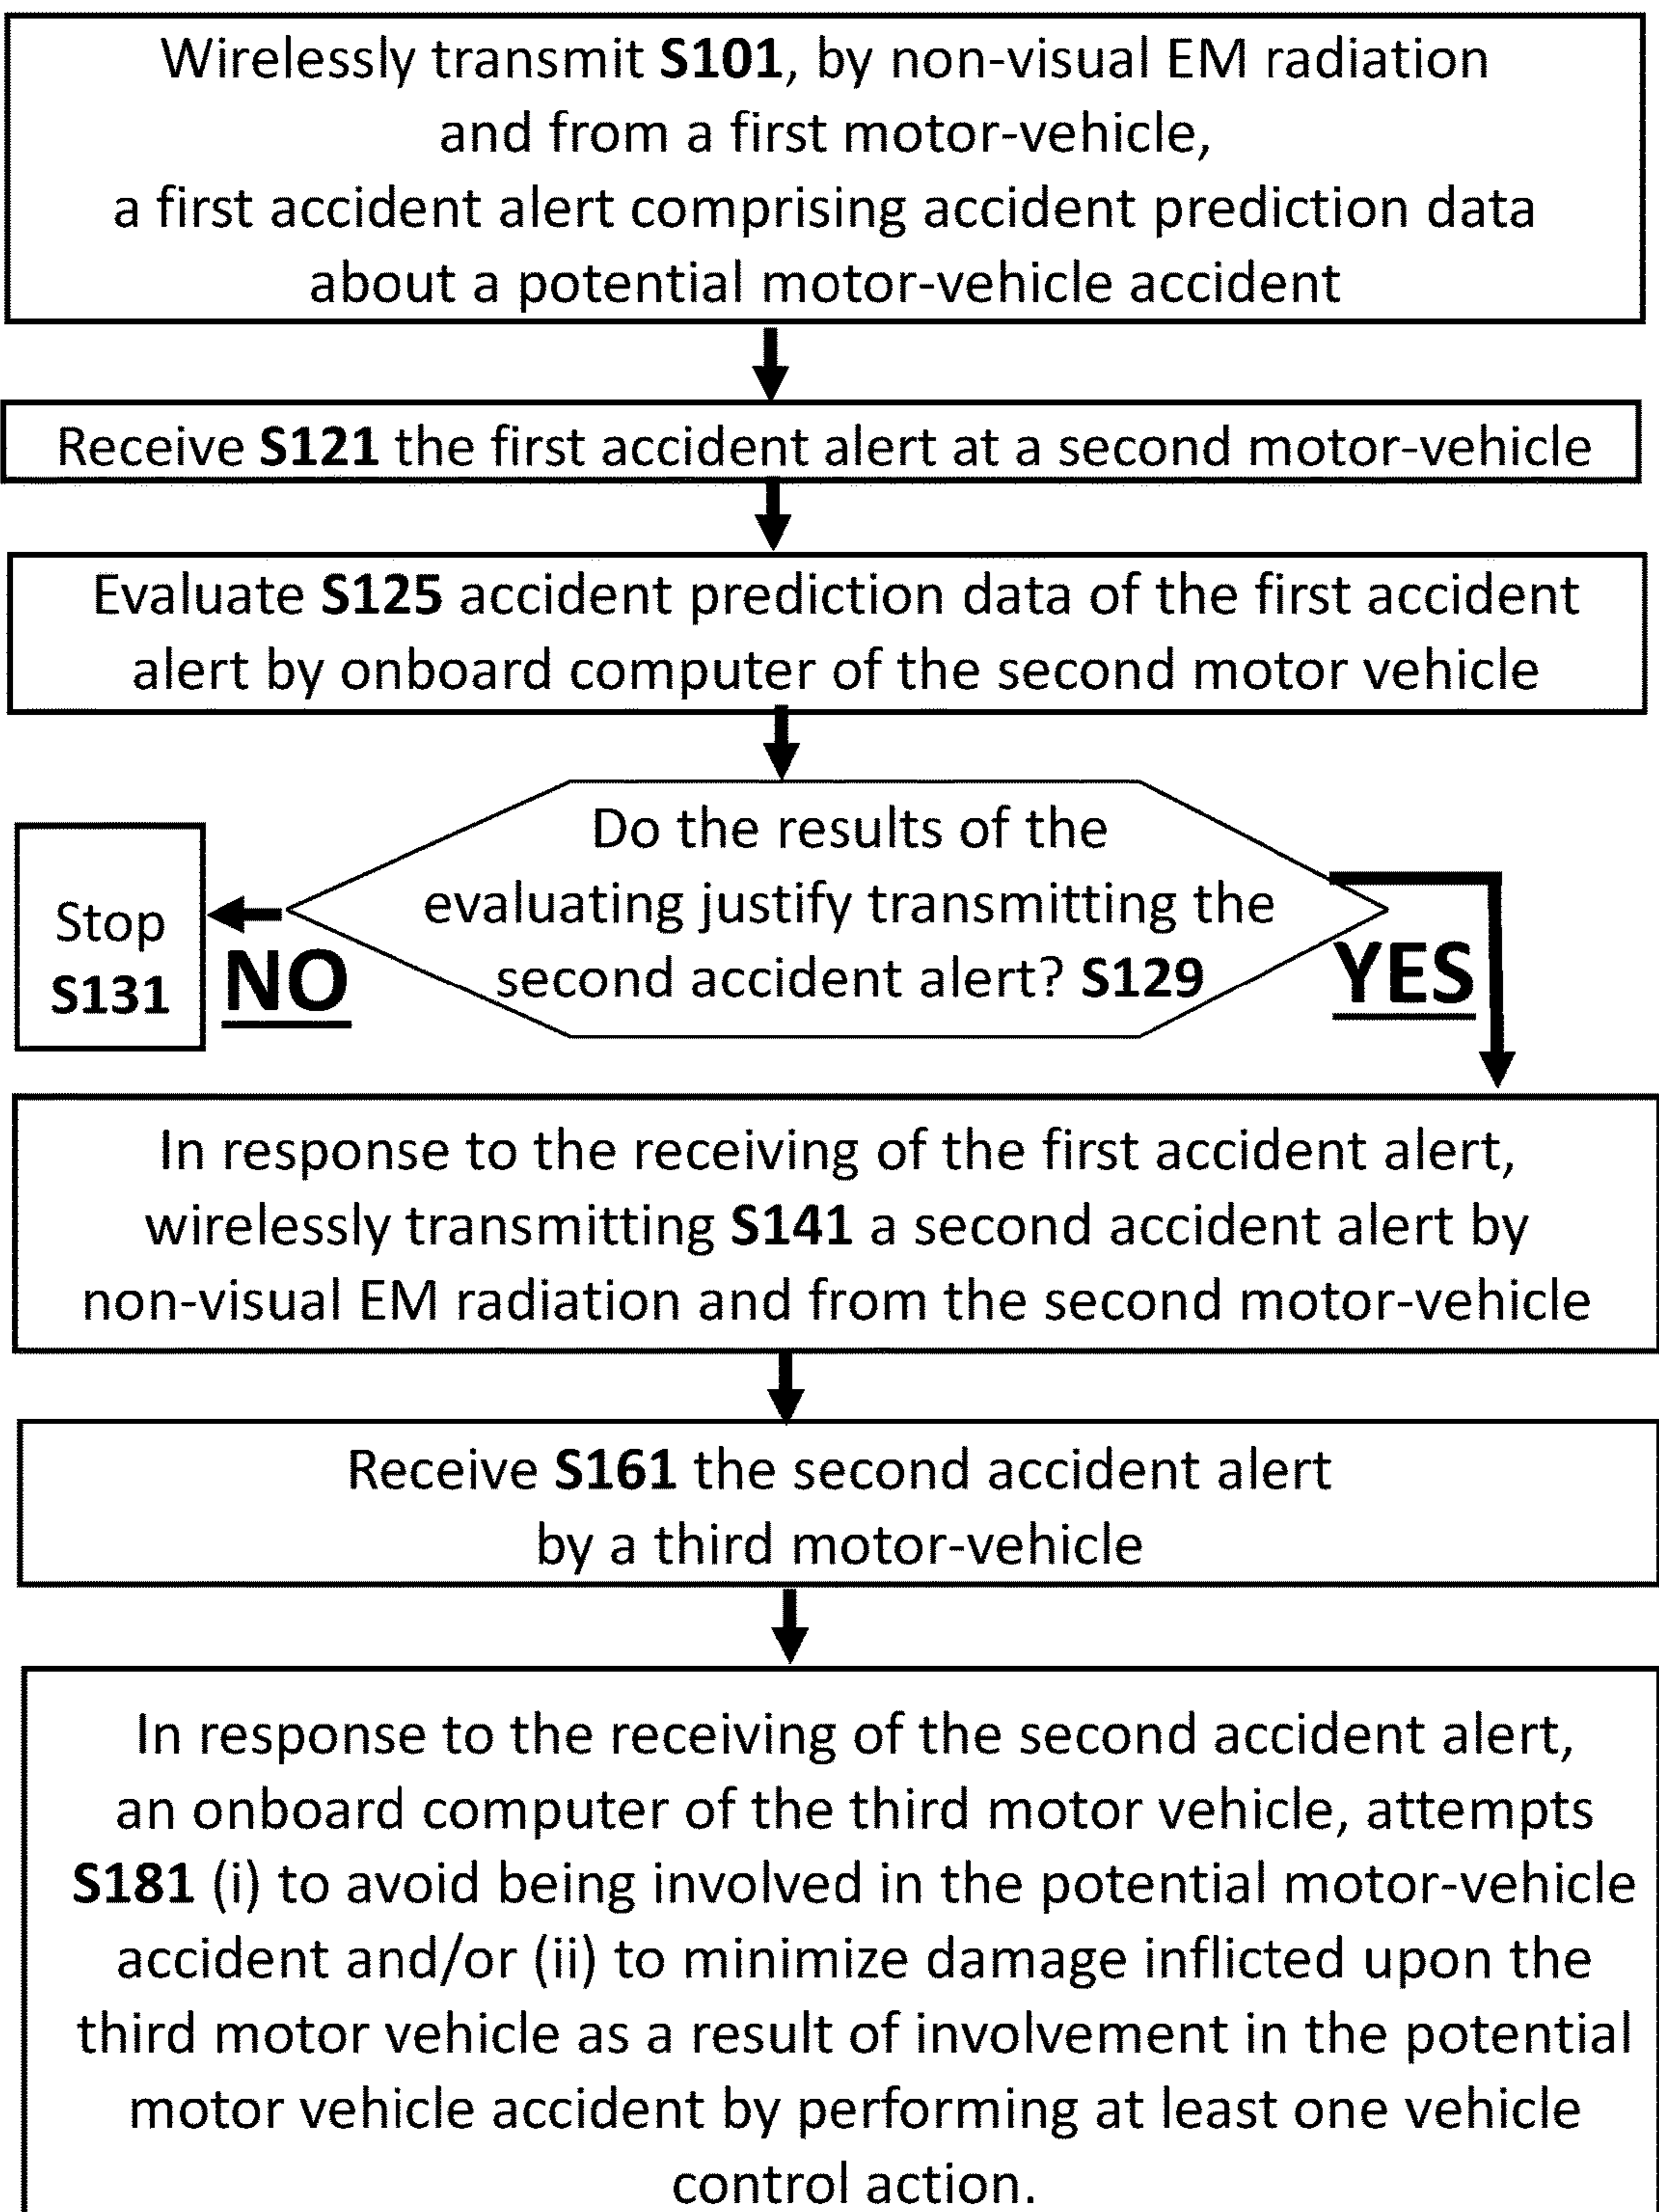 Wirelessly transmit S101, by non-visual EM radiation
and from a first motor-vehicle,
a first accident alert comprising accident prediction data
about a potential motor-vehicle accident
Receive S121 the first accident alert at a second motor-vehicle
Evaluate S125 accident prediction data of the first accident
alert by onboard computer of the second motor vehicle
Do the results of the
evaluating justify transmitting the
second accident alert? S129
Stop
S131
NO
YES
In response to the receiving of the first accident alert,
wirelessly transmitting S141 a second accident alert by
non-visual EM radiation and from the second motor-vehicle
Receive S161 the second accident alert
by a third motor-vehicle
In response to the receiving of the second accident alert,
an onboard computer of the third motor vehicle, attempts
S181 (i) to avoid being involved in the potential motor-vehicle
accident and/or (ii) to minimize damage inflicted upon the
third motor vehicle as a result of involvement in the potential
motor vehicle accident by performing at least one vehicle
control action.